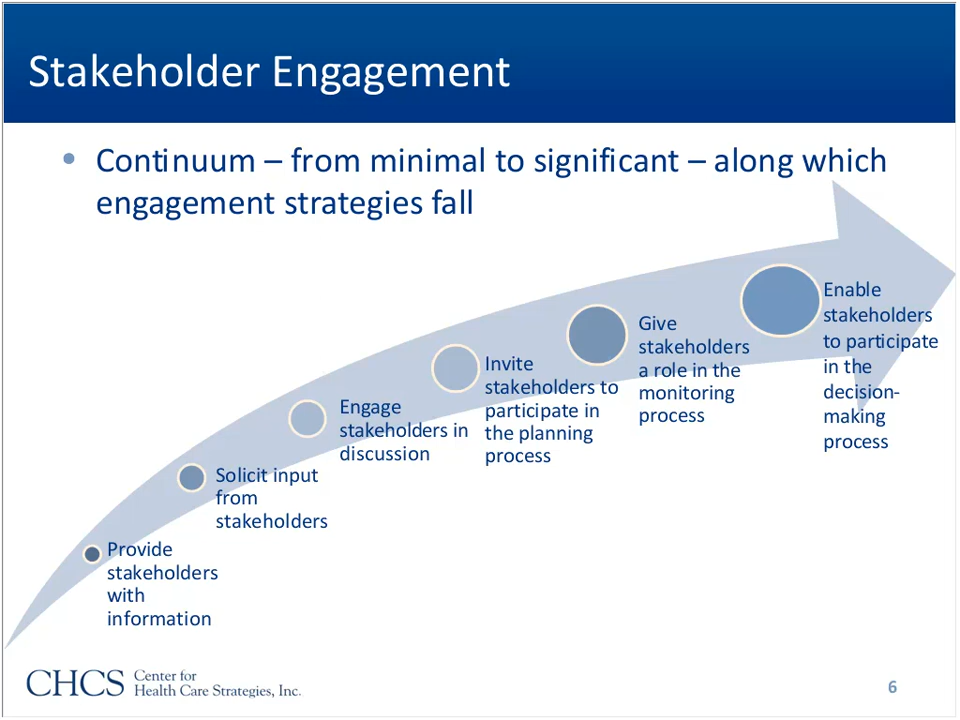 Stakeholder Engagement
• Continuum – from minimal to significant – along which
engagement strategies fall
Provide
stakeholders
with
information
Solicit input
from
stakeholders
Engage
stakeholders in
discussion
Invite
stakeholders to
participate in
the planning
process
Give
stakeholders
a role in the
monitoring
process
Enable
stakeholders
to participate
in the
decision-
making
process
CHCS
Center for
Health Care Strategies, Inc.
6